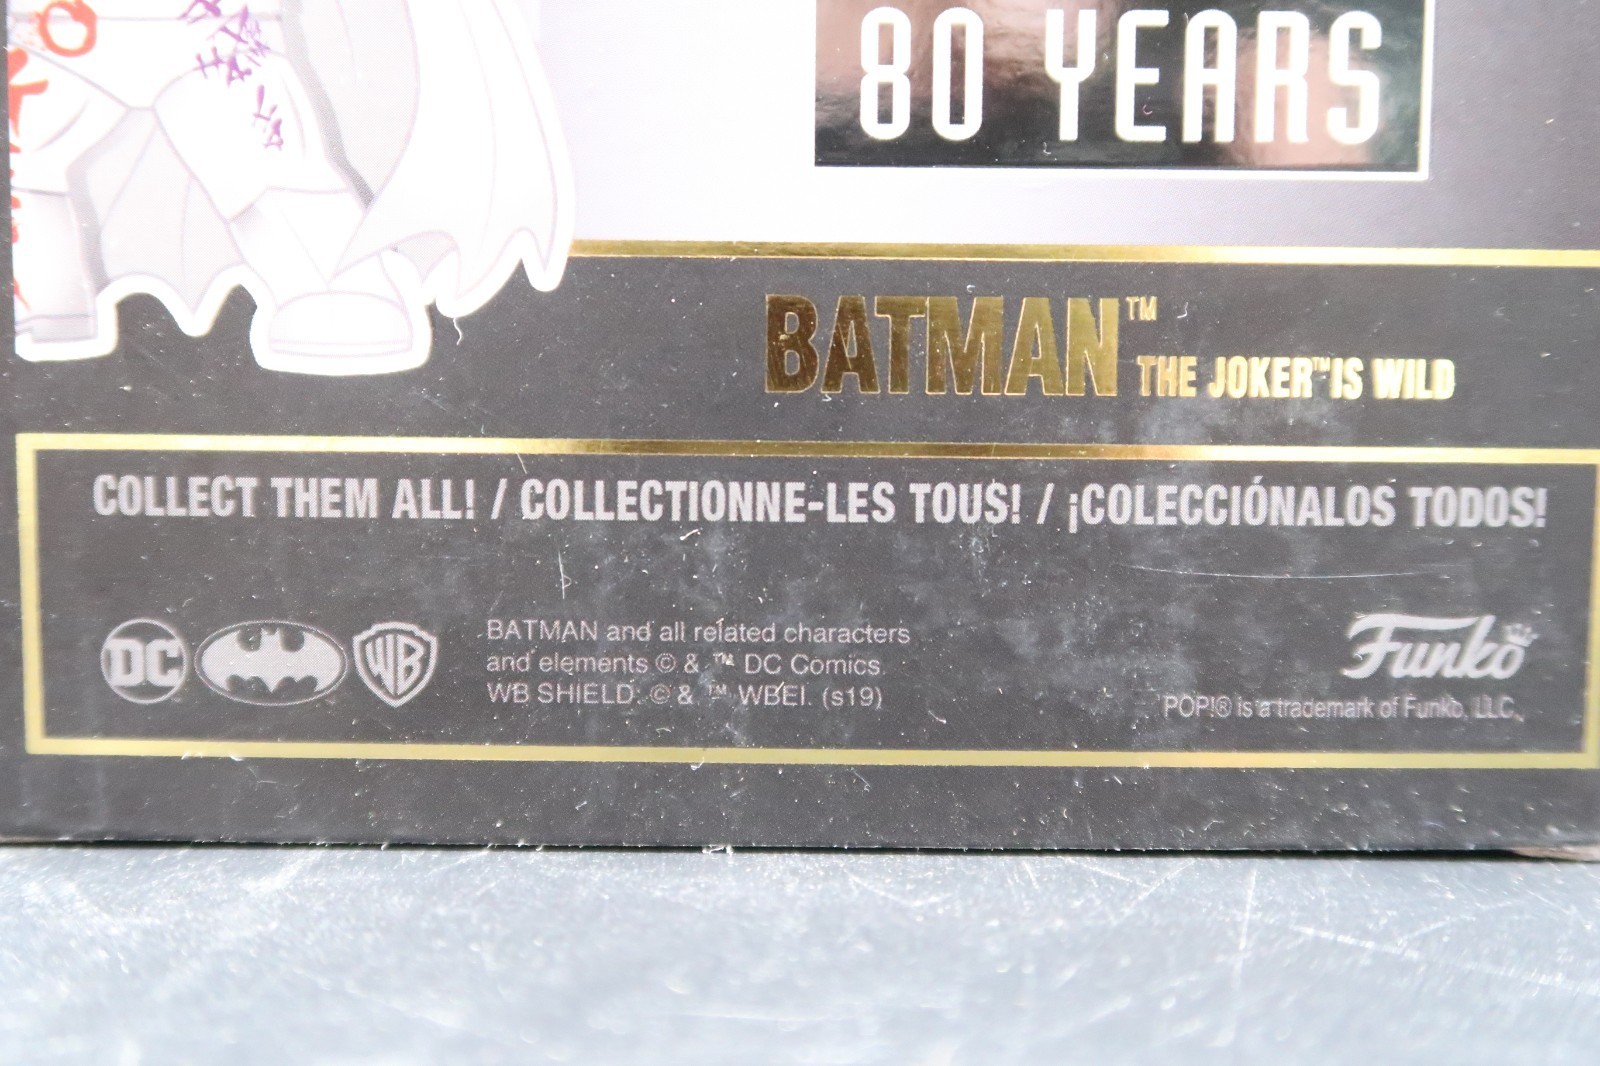 80 YEARS
BATMAN™
THE JOKER™ IS WILD
COLLECT THEM ALL! / COLLECTIONNE-LES TOUS! / ¡COLECCIÓNALOS TODOS!
DC
WB
BATMAN and all related characters
and elements © & ™ DC Comics.
WB SHIELD: © & ™ WBEI. (s19)
Funko
POP!® is a trademark of Funko, LLC.